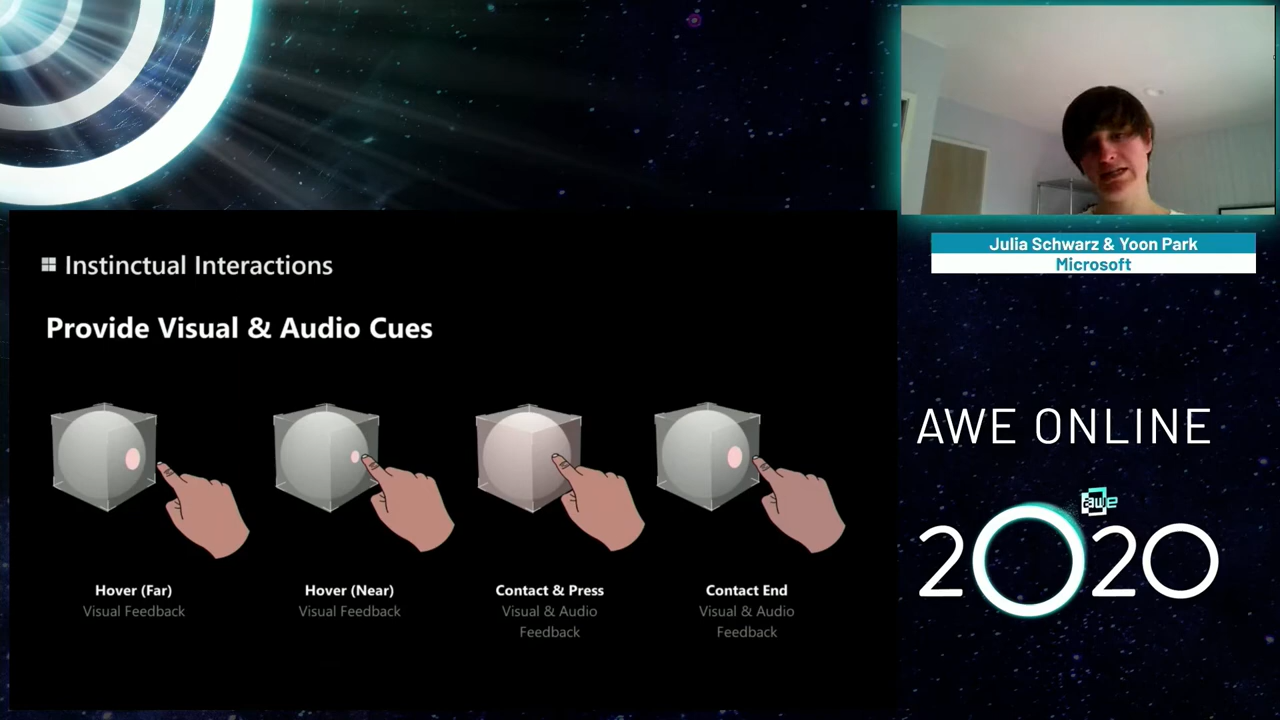 Julia Schwarz & Yoon Park
Microsoft
Instinctual Interactions
Provide Visual & Audio Cues
Hover (Far)
Visual Feedback
Hover (Near)
Visual Feedback
Contact & Press
Visual & Audio
Feedback
Contact End
Visual & Audio
Feedback
AWE ONLINE
awe
2020